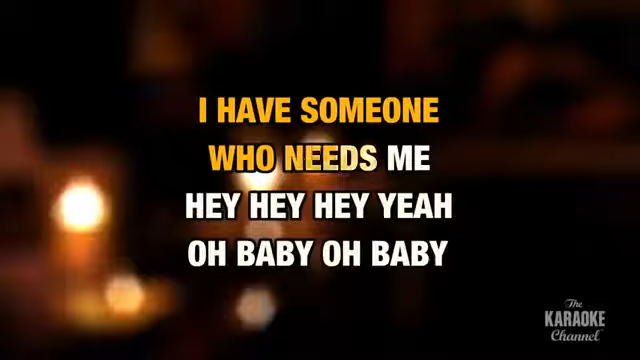 I HAVE SOMEONE
WHO NEEDS ME
HEY HEY HEY YEAH
OH BABY OH BABY
The
KARAOKE
Channel